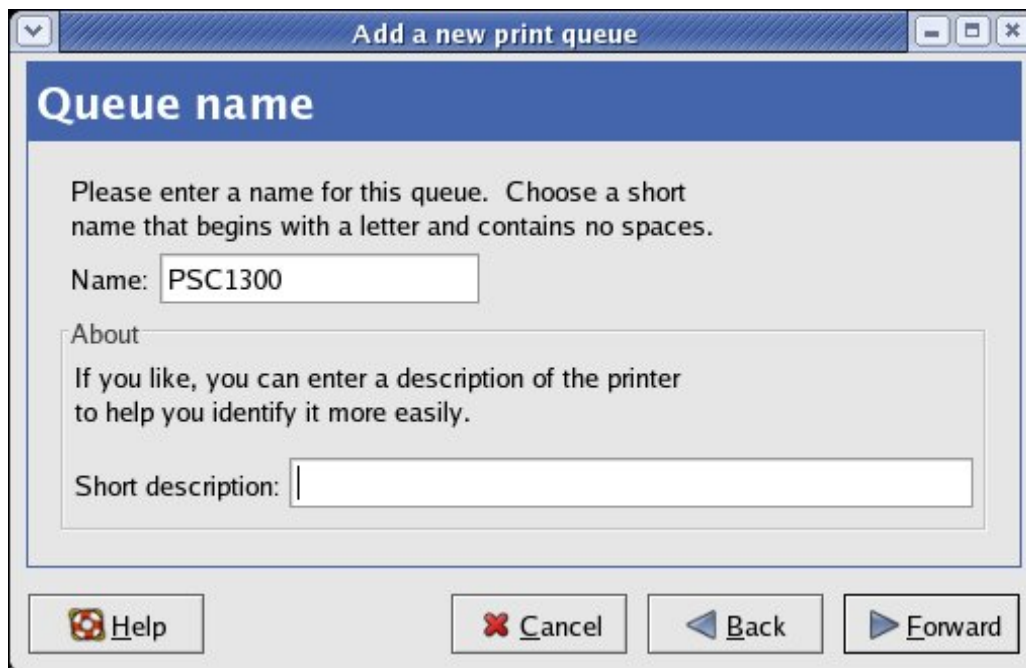 Add a new print queue
Queue name
Please enter a name for this queue.  Choose a short
name that begins with a letter and contains no spaces.
Name: PSC1300
About
If you like, you can enter a description of the printer
to help you identify it more easily.
Short description:
Help
Cancel
Back
Forward